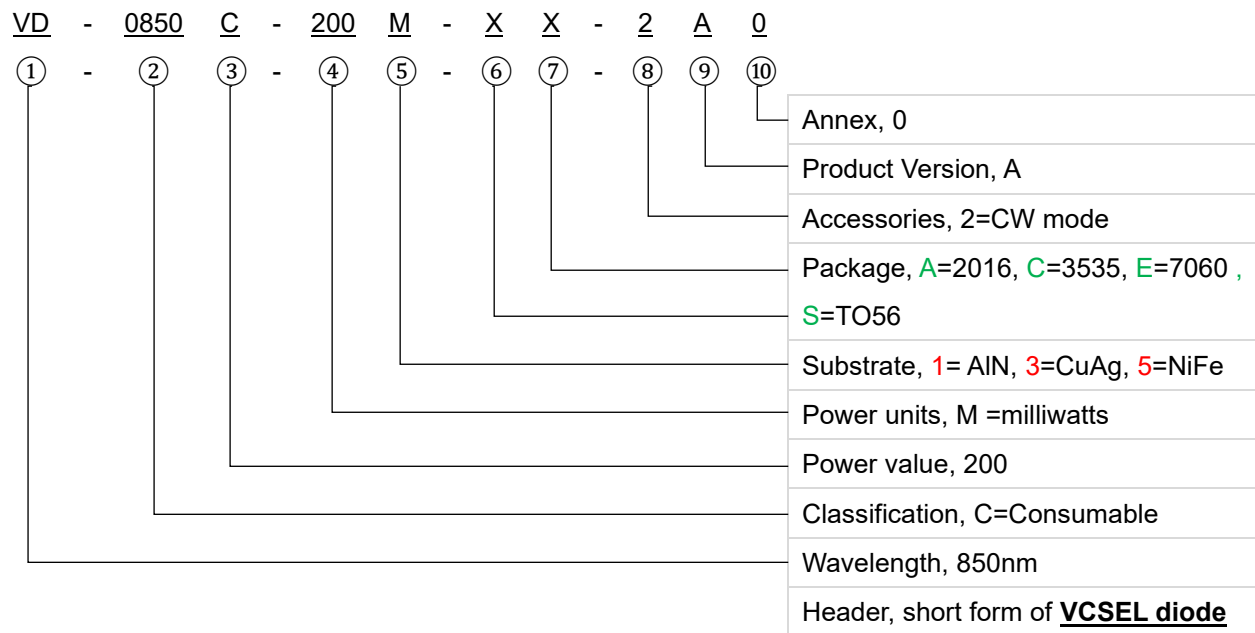 VD - 0850 C - 200 M - X X - 2 A 0
① - ② ③ - ④ ⑤ - ⑥ ⑦ - ⑧ ⑨ ⑩
Annex, 0
Product Version, A
Accessories, 2=CW mode
Package, A=2016, C=3535, E=7060 ,
S=TO56
Substrate, 1= AlN, 3=CuAg, 5=NiFe
Power units, M =milliwatts
Power value, 200
Classification, C=Consumable
Wavelength, 850nm
Header, short form of VCSEL diode